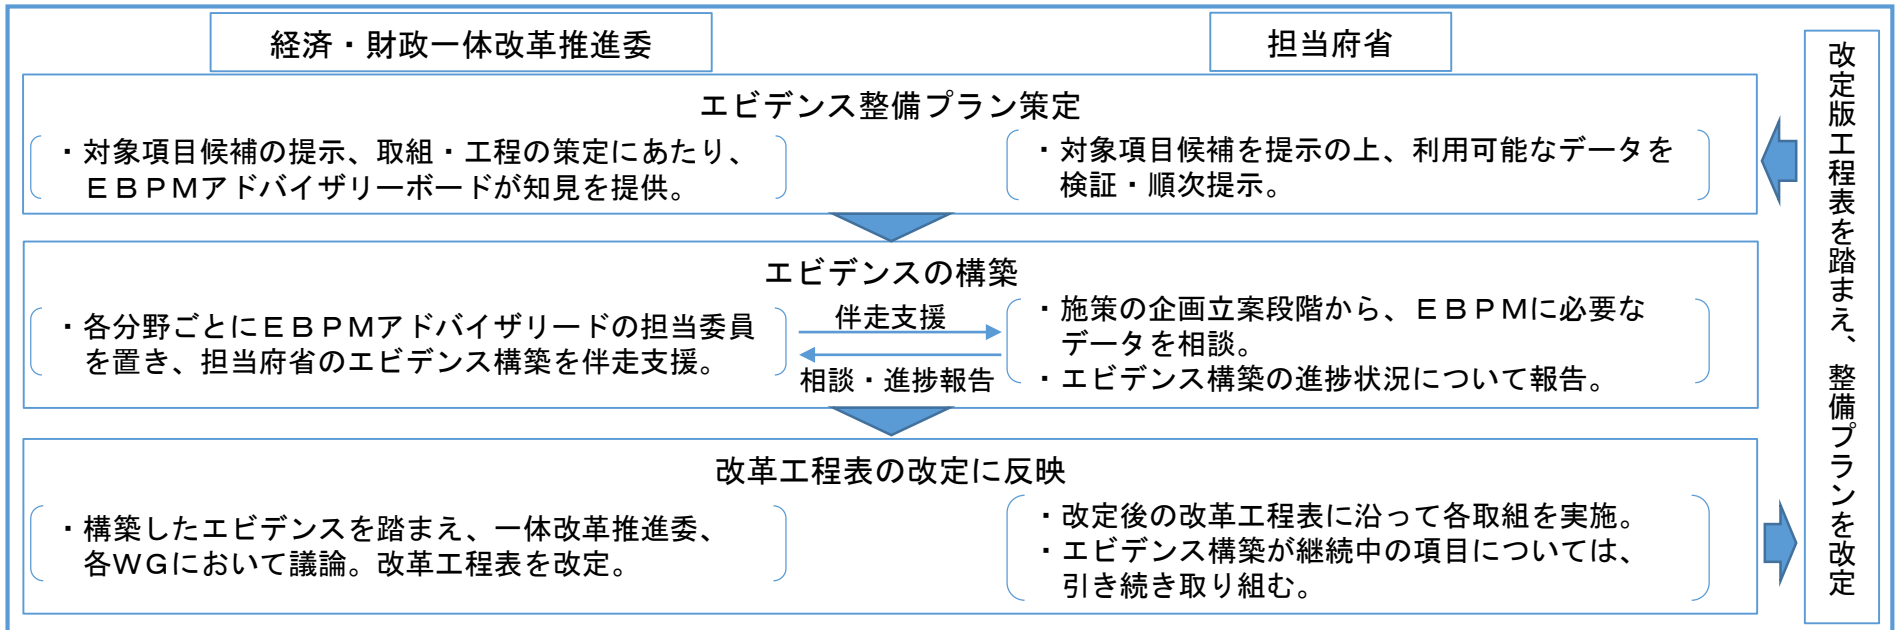 経済・財政一体改革推進委
担当府省
エビデンス整備プラン策定
・対象項目候補の提示、取組・工程の策定にあたり、
ＥＢＰＭアドバイザリーボードが知見を提供。
・対象項目候補を提示の上、利用可能なデータを
検証・順次提示。
エビデンスの構築
・各分野ごとにＥＢＰＭアドバイザリードの担当委員
を置き、担当府省のエビデンス構築を伴走支援。
伴走支援
相談・進捗報告
・施策の企画立案段階から、ＥＢＰＭに必要な
データを相談。
・エビデンス構築の進捗状況について報告。
改革工程表の改定に反映
・構築したエビデンスを踏まえ、一体改革推進委、
各ＷＧにおいて議論。改革工程表を改定。
・改定後の改革工程表に沿って各取組を実施。
・エビデンス構築が継続中の項目については、
引き続き取り組む。
改定版工程表を踏まえ、整備プランを改定